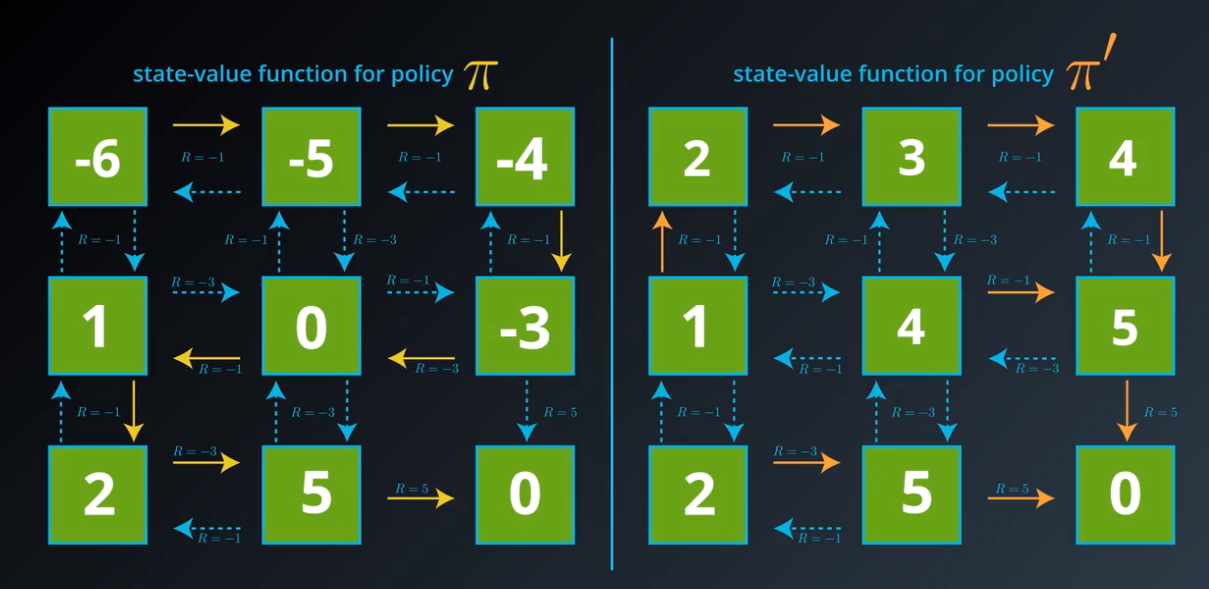 state-value function for policy π
-6 R = −1 -5 R = −1 -4
R = −1 R = −1 R = −3 R = −1
R = −3 R = −1
1 0 -3
R = −1 R = −3
R = −1 R = −3 R = 5
R = −3
2 5 R = 5 0
R = −1
state-value function for policy π′
2 R = −1 3 R = −1 4
R = −1 R = −1 R = −3 R = −1
R = −3 R = −1
1 4 5
R = −1 R = −3
R = −1 R = −3 R = 5
R = −3
2 5 R = 5 0
R = −1